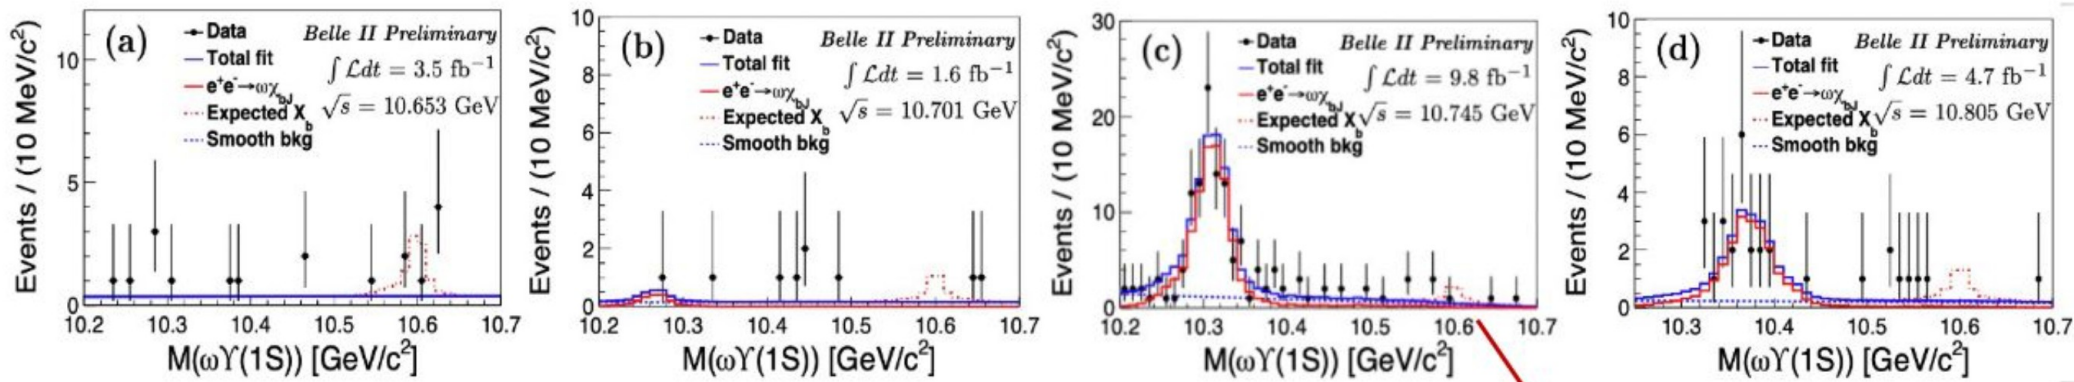 (a)
Data
Total fit
e⁺e⁻→ωχ_bJ
Expected X_b
Smooth bkg
Belle II Preliminary
∫ℒdt = 3.5 fb⁻¹
√s = 10.653 GeV
Events / (10 MeV/c²)
10
5
0
10.2 10.3 10.4 10.5 10.6 10.7
M(ωϒ(1S)) [GeV/c²]
(b)
Data
Total fit
e⁺e⁻→ωχ_bJ
Expected X_b
Smooth bkg
Belle II Preliminary
∫ℒdt = 1.6 fb⁻¹
√s = 10.701 GeV
Events / (10 MeV/c²)
10
8
6
4
2
0
10.2 10.3 10.4 10.5 10.6 10.7
M(ωϒ(1S)) [GeV/c²]
(c)
Data
Total fit
e⁺e⁻→ωχ_bJ
Expected X_b
Smooth bkg
Belle II Preliminary
∫ℒdt = 9.8 fb⁻¹
√s = 10.745 GeV
Events / (10 MeV/c²)
30
20
10
0
10.2 10.3 10.4 10.5 10.6 10.7
M(ωϒ(1S)) [GeV/c²]
(d)
Data
Total fit
e⁺e⁻→ωχ_bJ
Expected X_b
Smooth bkg
Belle II Preliminary
∫ℒdt = 4.7 fb⁻¹
√s = 10.805 GeV
Events / (10 MeV/c²)
10
8
6
4
2
0
10.3 10.4 10.5 10.6 10.7
M(ωϒ(1S)) [GeV/c²]